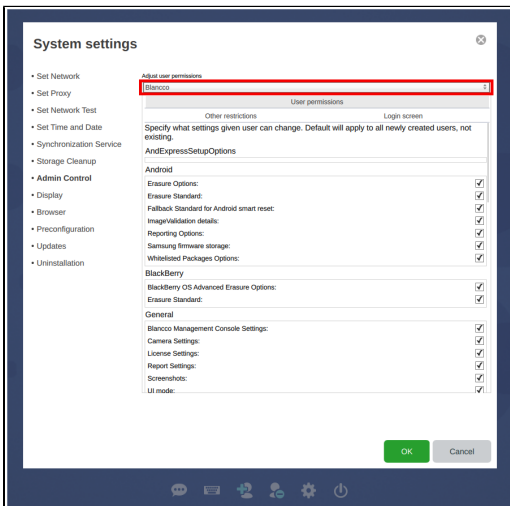 System settings
• Set Network
• Set Proxy
• Set Network Test
• Set Time and Date
• Synchronization Service
• Storage Cleanup
• Admin Control
• Display
• Browser
• Preconfiguration
• Updates
• Uninstallation
Adjust user permissions
Blancco
User permissions
Other restrictions Login screen
Specify what settings given user can change. Default will apply to all newly created users, not
existing.
AndExpressSetupOptions
Android
Erasure Options:
Erasure Standard:
Fallback Standard for Android smart reset:
ImageValidation details:
Reporting Options:
Samsung firmware storage:
Whitelisted Packages Options:
BlackBerry
BlackBerry OS Advanced Erasure Options:
Erasure Standard:
General
Blancco Management Console Settings:
Camera Settings:
License Settings:
Report Settings:
Screenshots:
UI mode:
OK Cancel